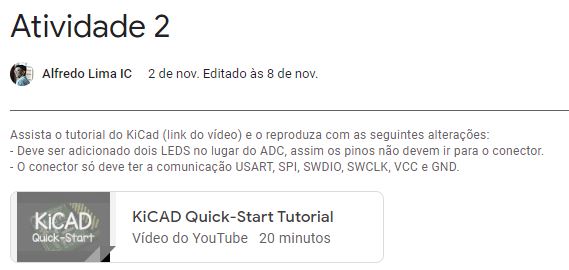 Atividade 2
Alfredo Lima IC 2 de nov. Editado às 8 de nov.
Assista o tutorial do KiCad (link do vídeo) e o reproduza com as seguintes alterações:
- Deve ser adicionado dois LEDS no lugar do ADC, assim os pinos não devem ir para o conector.
- O conector só deve ter a comunicação USART, SPI, SWDIO, SWCLK, VCC e GND.
KiCAD
Quick-Start
KiCAD Quick-Start Tutorial
Vídeo do YouTube 20 minutos